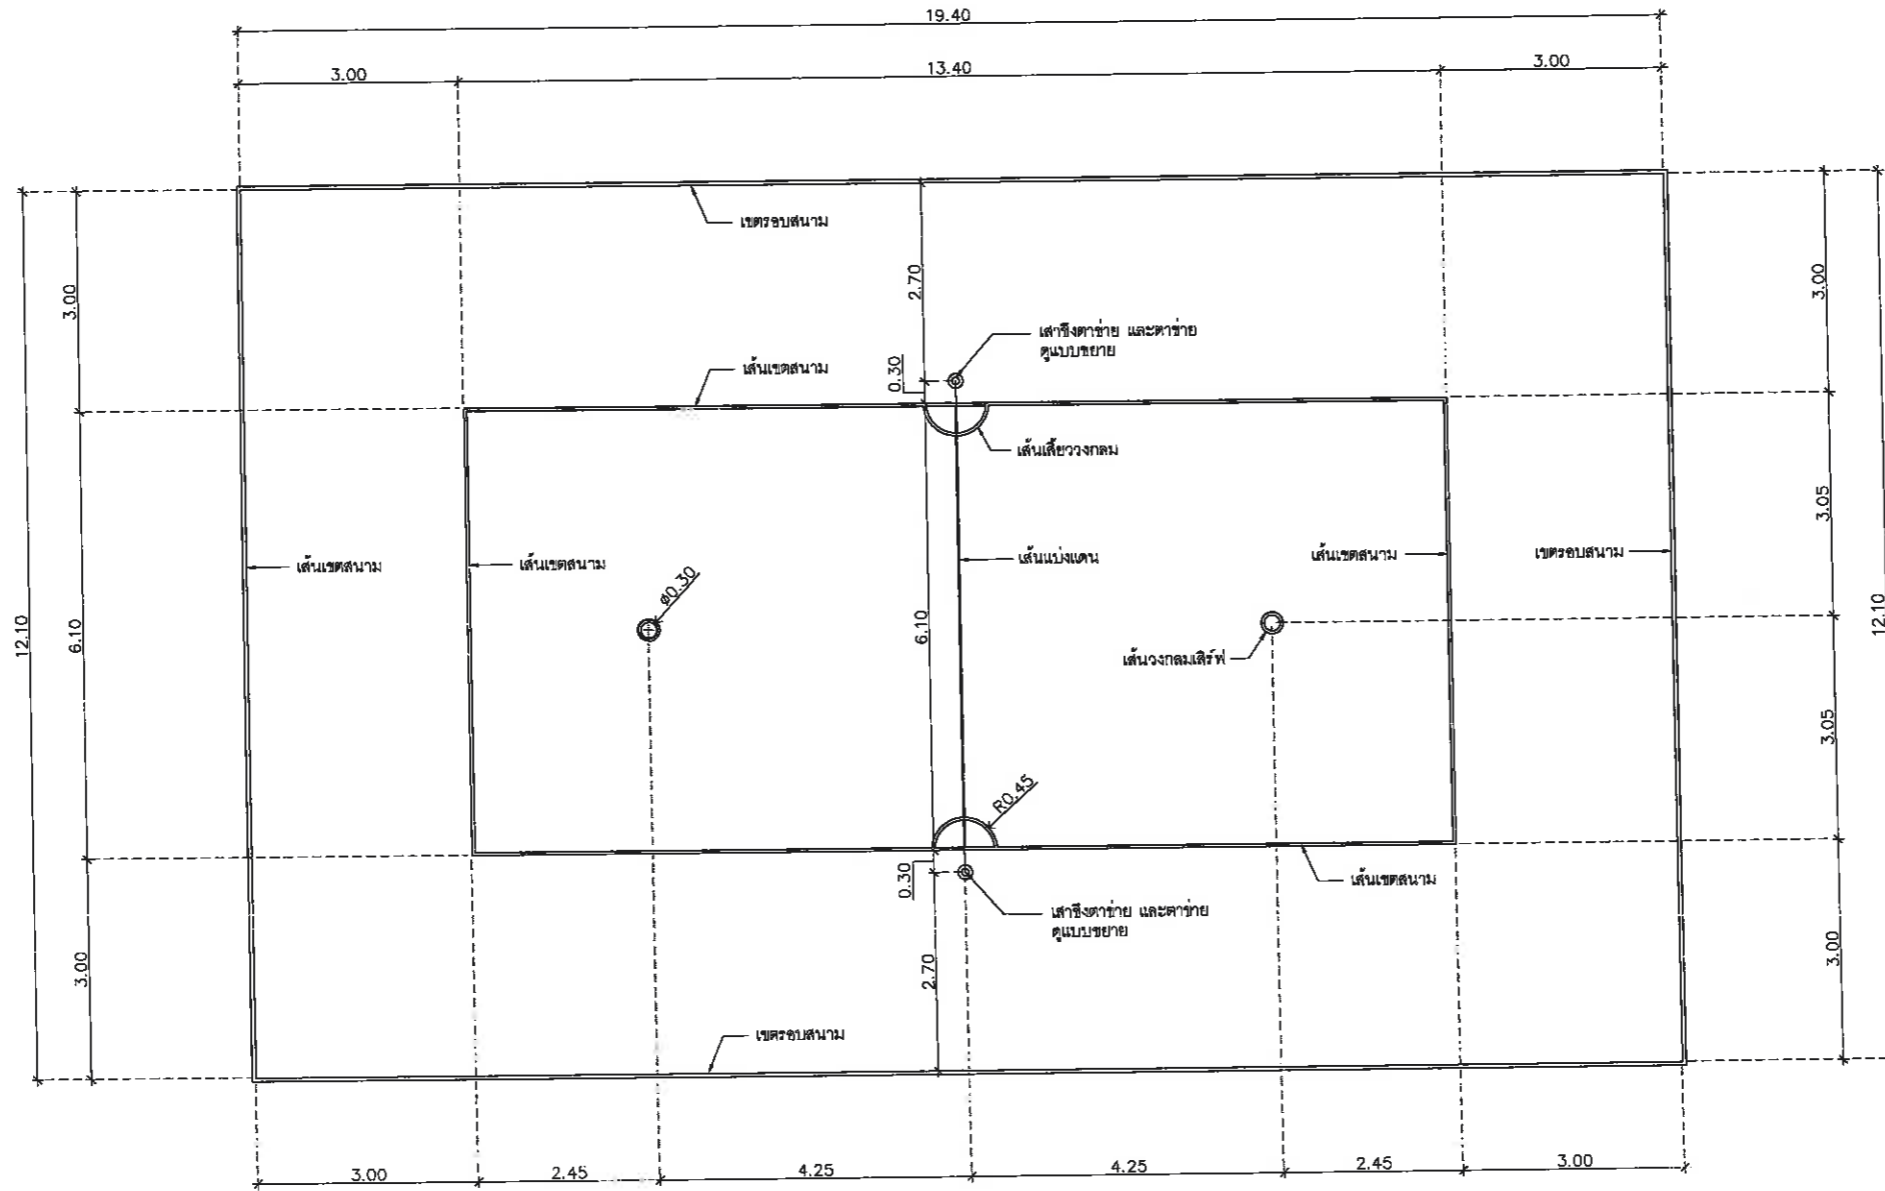 19.40
3.00
13.40
3.00
เขตรอบสนาม
2.70
3.00
3.00
เสาขึงตาข่าย และตาข่าย
ดูแบบขยาย
0.30
เส้นเขตสนาม
เส้นเสี้ยววงกลม
3.05
เส้นเขตสนาม
เส้นเขตสนาม
เส้นแบ่งแดน
เส้นเขตสนาม
เขตรอบสนาม
Ø0.30
12.10
6.10
6.10
12.10
เส้นวงกลมเสิร์ฟ
3.05
R0.45
0.30
เส้นเขตสนาม
เสาขึงตาข่าย และตาข่าย
ดูแบบขยาย
3.00
2.70
3.00
เขตรอบสนาม
3.00
2.45
4.25
4.25
2.45
3.00